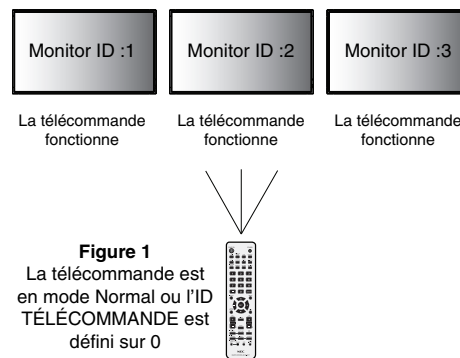 Monitor ID :1
Monitor ID :2
Monitor ID :3
La télécommande
fonctionne
La télécommande
fonctionne
La télécommande
fonctionne
Figure 1
La télécommande est
en mode Normal ou l'ID
TÉLÉCOMMANDE est
défini sur 0
NEC